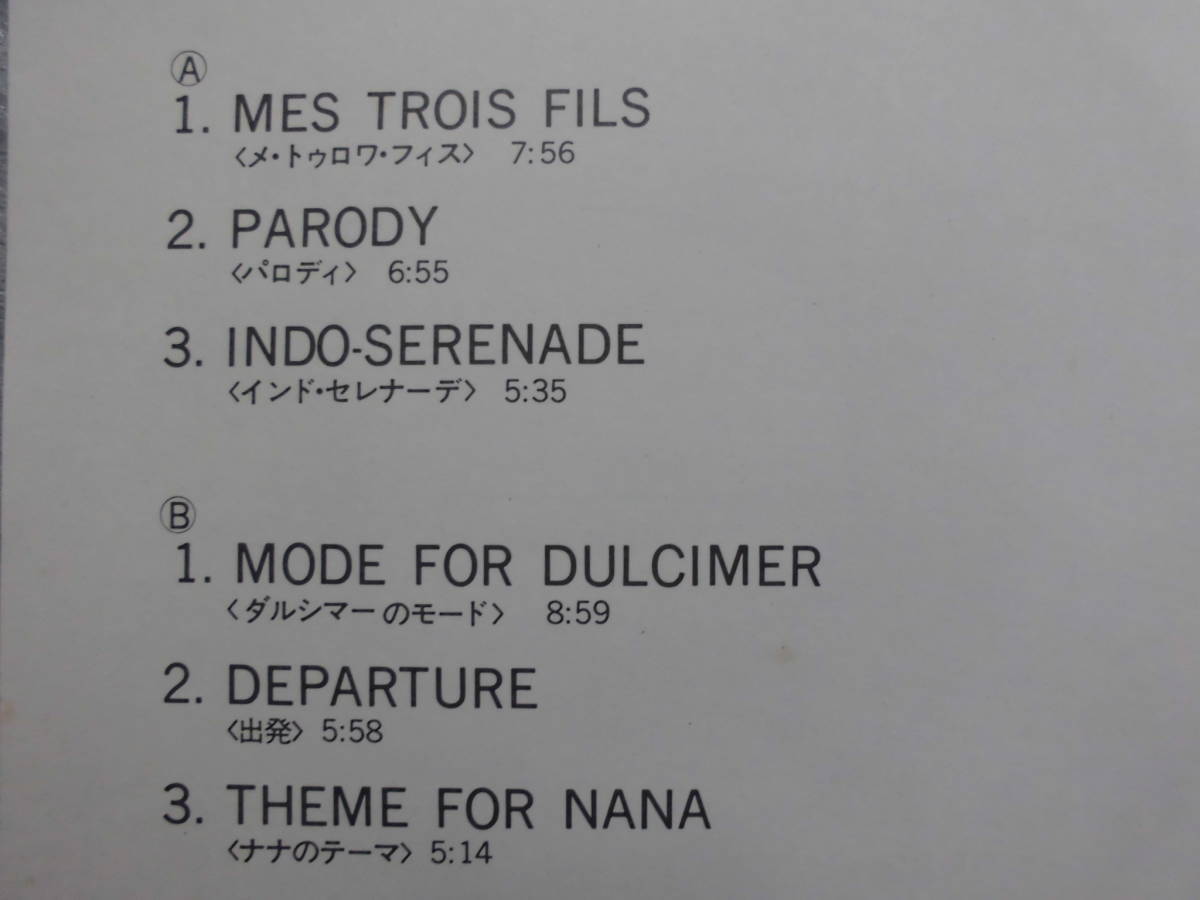 Ⓐ
1. MES TROIS FILS
〈メ・トゥロワ・フィス〉 7:56
2. PARODY
〈パロディ〉 6:55
3. INDO-SERENADE
〈インド・セレナーデ〉 5:35
Ⓑ
1. MODE FOR DULCIMER
〈ダルシマーのモード〉 8:59
2. DEPARTURE
〈出発〉 5:58
3. THEME FOR NANA
〈ナナのテーマ〉 5:14